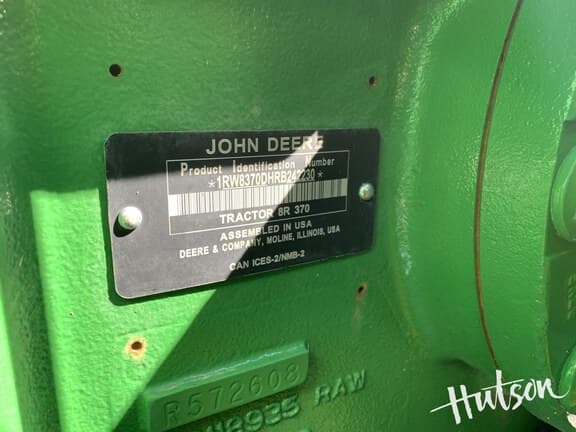 JOHN DEERE
Product Identification Number
*1RW8370DHRB242230*
TRACTOR 8R 370
ASSEMBLED IN USA
DEERE & COMPANY, MOLINE, ILLINOIS, USA
CAN ICES-2/NMB-2
R572608
RAW
Hutson